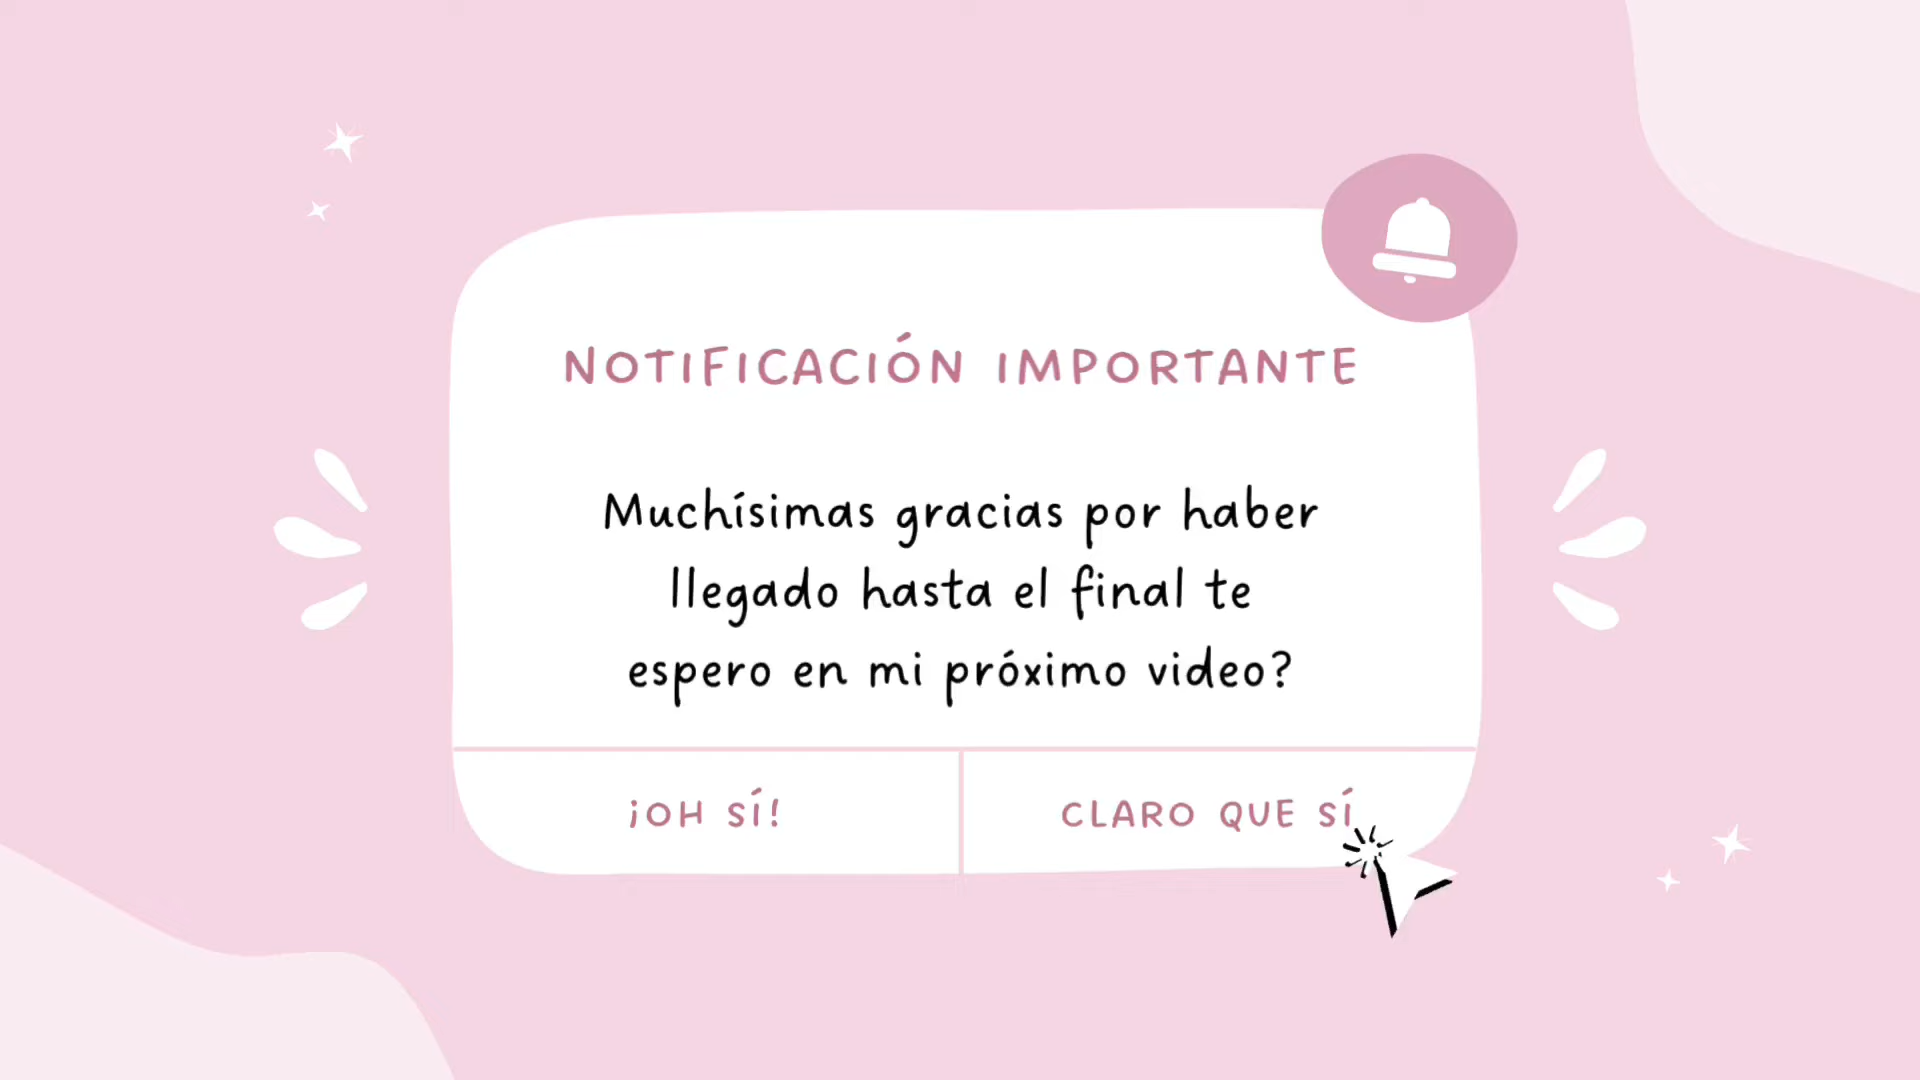 NOTIFICACIÓN IMPORTANTE
Muchísimas gracias por haber
llegado hasta el final te
espero en mi próximo video?
¡OH SÍ!
CLARO QUE SÍ